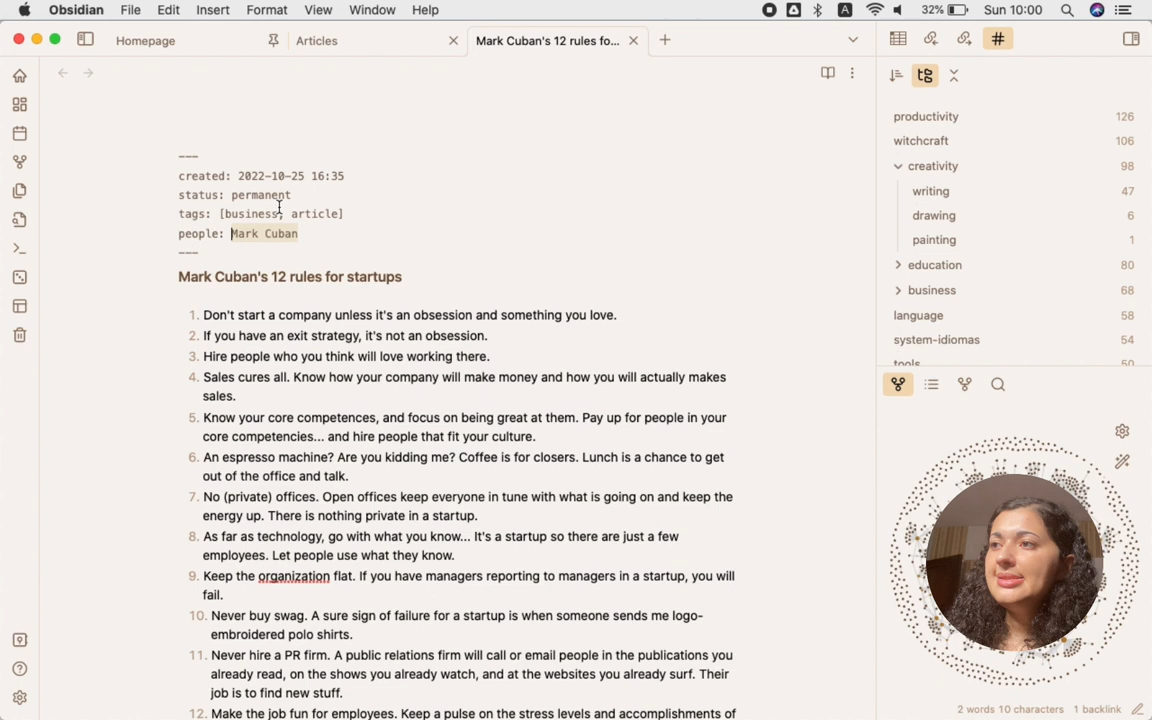 Obsidian File Edit Insert Format View Window Help 32% Sun 10:00
Homepage Articles Mark Cuban's 12 rules fo...
---
created: 2022-10-25 16:35
status: permanent
tags: [business, article]
people: Mark Cuban
---
Mark Cuban's 12 rules for startups
1. Don't start a company unless it's an obsession and something you love.
2. If you have an exit strategy, it's not an obsession.
3. Hire people who you think will love working there.
4. Sales cures all. Know how your company will make money and how you will actually makes
sales.
5. Know your core competences, and focus on being great at them. Pay up for people in your
core competencies... and hire people that fit your culture.
6. An espresso machine? Are you kidding me? Coffee is for closers. Lunch is a chance to get
out of the office and talk.
7. No (private) offices. Open offices keep everyone in tune with what is going on and keep the
energy up. There is nothing private in a startup.
8. As far as technology, go with what you know... It's a startup so there are just a few
employees. Let people use what they know.
9. Keep the organization flat. If you have managers reporting to managers in a startup, you will
fail.
10. Never buy swag. A sure sign of failure for a startup is when someone sends me logo-
embroidered polo shirts.
11. Never hire a PR firm. A public relations firm will call or email people in the publications you
already read, on the shows you already watch, and at the websites you already surf. Their
job is to find new stuff.
12. Make the job fun for employees. Keep a pulse on the stress levels and accomplishments of
productivity 126
witchcraft 106
creativity 98
writing 47
drawing 6
painting 1
education 80
business 68
language 58
system-idiomas 54
tools 50
2 words 10 characters 1 backlink